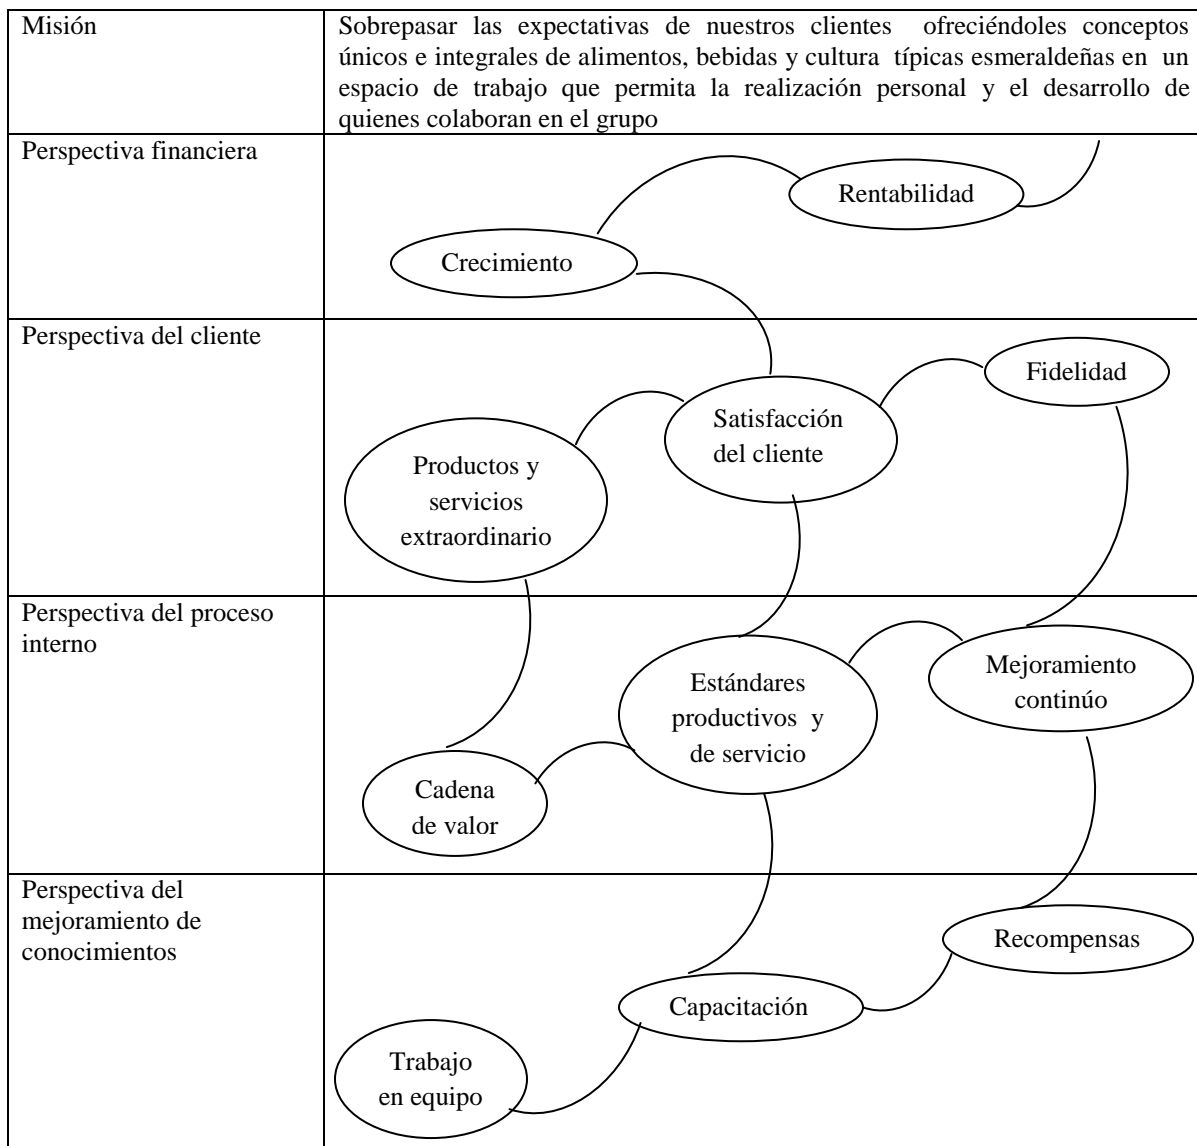 Misión
Sobrepasar las expectativas de nuestros clientes ofreciéndoles conceptos
únicos e integrales de alimentos, bebidas y cultura típicas esmeraldeñas en un
espacio de trabajo que permita la realización personal y el desarrollo de
quienes colaboran en el grupo
Perspectiva financiera
Rentabilidad
Crecimiento
Perspectiva del cliente
Fidelidad
Satisfacción
del cliente
Productos y
servicios
extraordinario
Perspectiva del proceso
interno
Mejoramiento
continúo
Estándares
productivos y
de servicio
Cadena
de valor
Perspectiva del
mejoramiento de
conocimientos
Recompensas
Capacitación
Trabajo
en equipo